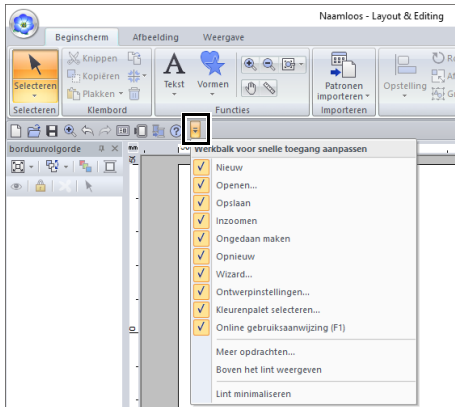 Naamloos - Layout & Editing
Beginscherm Afbeelding Weergave
Selecteren
Knippen
Kopiëren
Plakken
Tekst
Vormen
Patronen importeren
Opstelling
Selecteren Klembord Functies Importeren
borduurvolgorde
Werkbalk voor snelle toegang aanpassen
Nieuw
Openen...
Opslaan
Inzoomen
Ongedaan maken
Opnieuw
Wizard...
Ontwerpinstellingen...
Kleurenpalet selecteren...
Online gebruiksaanwijzing (F1)
Meer opdrachten...
Boven het lint weergeven
Lint minimaliseren